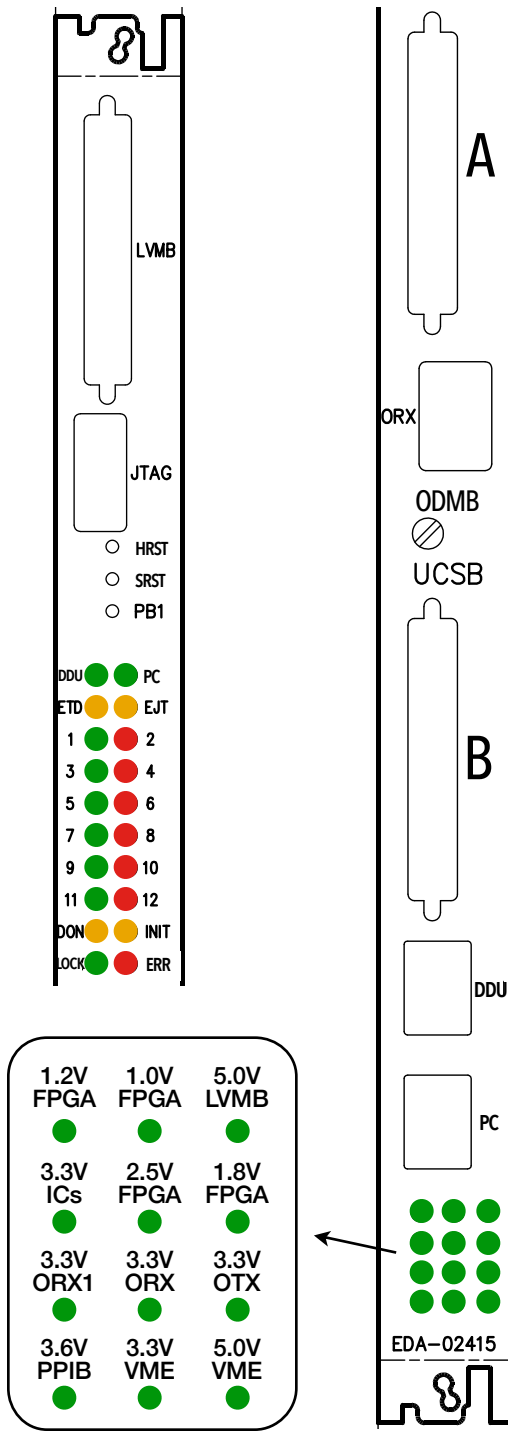 LVMB
JTAG
HRST
SRST
PB1
DDU PC
ETD EJT
1 2
3 4
5 6
7 8
9 10
11 12
DON INIT
LOCK ERR
A
ORX
ODMB
UCSB
B
DDU
PC
EDA-02415
1.2V 1.0V 5.0V
FPGA FPGA LVMB
3.3V 2.5V 1.8V
ICs FPGA FPGA
3.3V 3.3V 3.3V
ORX1 ORX OTX
3.6V 3.3V 5.0V
PPIB VME VME